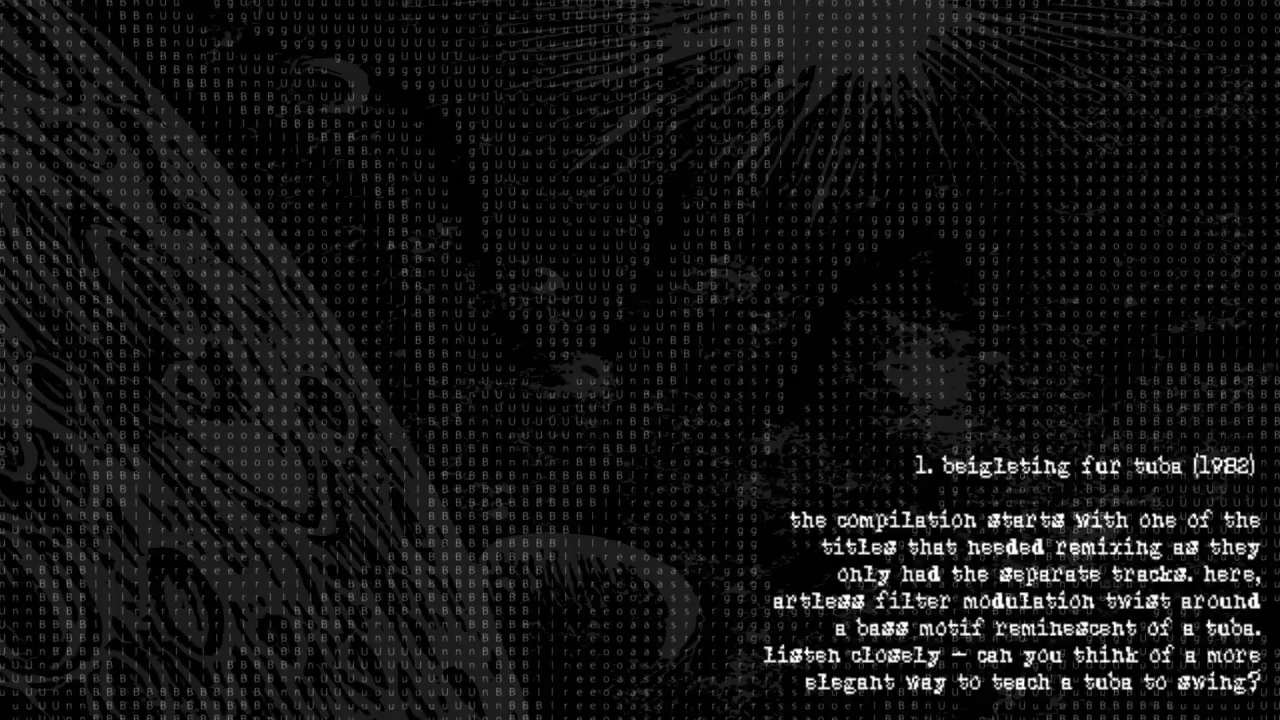 1. beigleting fur tuba (1982)
the compilation starts with one of the
titles that needed remixing as they
only had the separate tracks. here,
artless filter modulation twist around
a bass motif reminescent of a tuba.
listen closely – can you think of a more
elegant way to teach a tuba to swing?